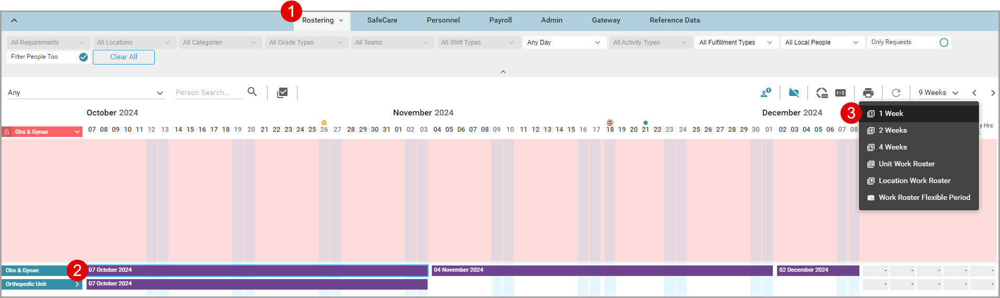 1
Rostering SafeCare Personnel Payroll Admin Gateway Reference Data
All Requirements All Locations All Categories All Grade Types All Teams All Shift Types Any Day All Activity Types All Fulfillment Types All Local People Only Requests
Filter People Too Clear All
Any Person Search... 1 1-2 9 Weeks
October 2024 November 2024 December 2024
3
1 Week
Obs & Gynae 07 08 09 10 11 12 13 14 15 16 17 18 19 20 21 22 23 24 25 26 27 28 29 30 31 01 02 03 04 05 06 07 08 09 10 11 12 13 14 15 16 17 18 19 20 21 22 23 24 25 26 27 28 29 30 01 02 03 04 05 06 07 08 y Hrs
2 Weeks
4 Weeks
Unit Work Roster
Location Work Roster
Work Roster Flexible Period
Obs & Gynae 2 07 October 2024 04 November 2024 02 December 2024 - - - - -
Orthopedic Unit 07 October 2024 - - - - -